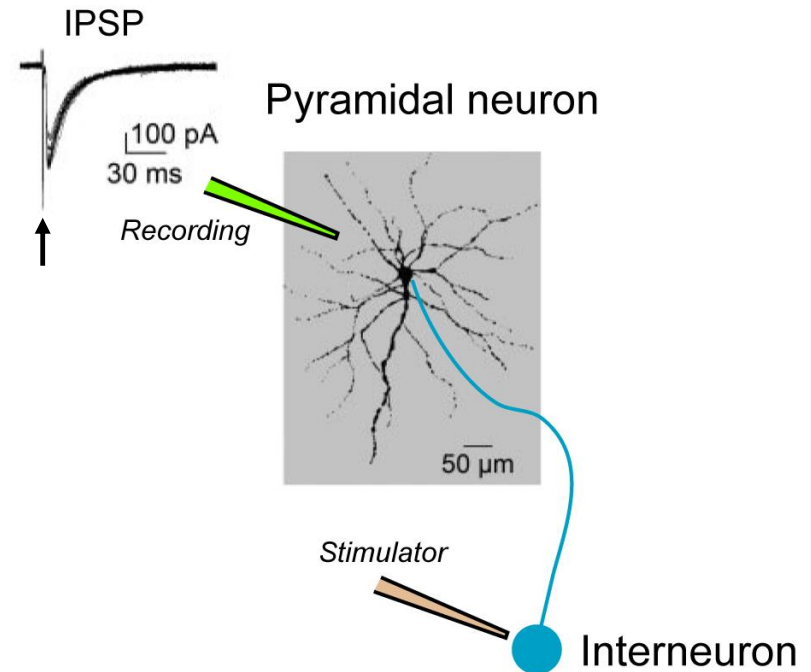 IPSP
100 pA
30 ms
Pyramidal neuron
Recording
50 µm
Stimulator
Interneuron